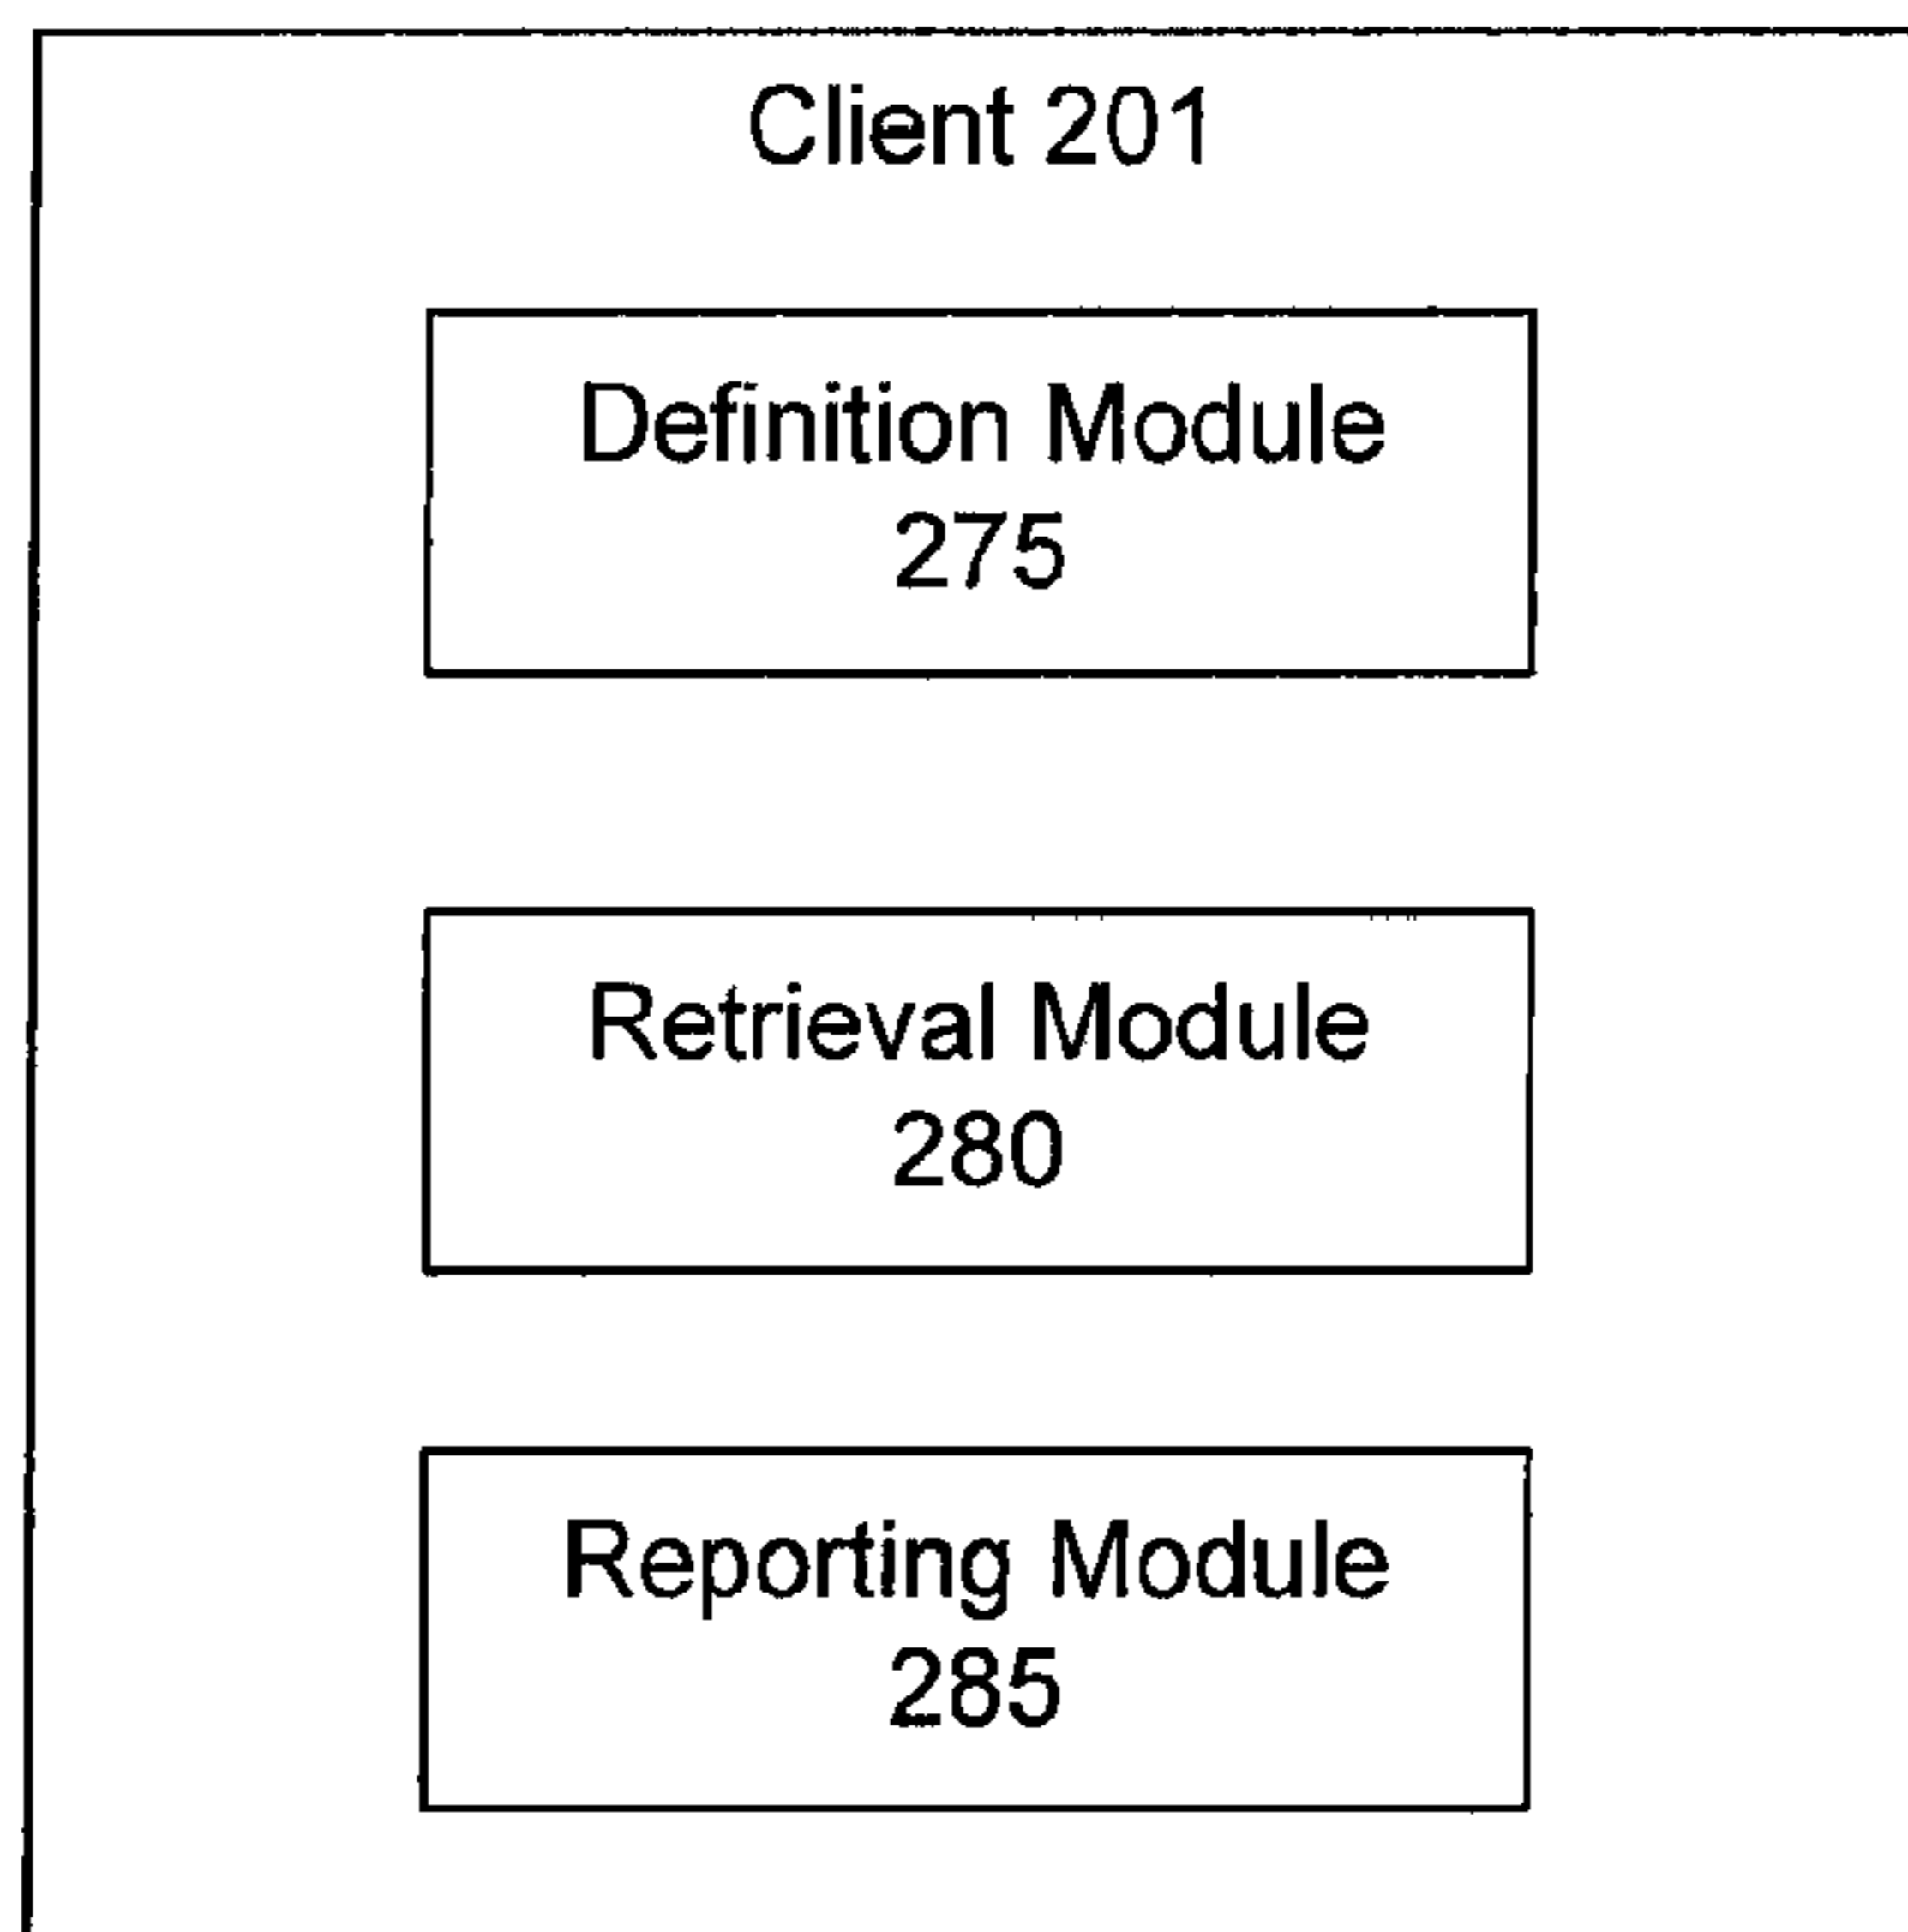 Client 201
Definition Module
275
Retrieval Module
280
Reporting Module
285